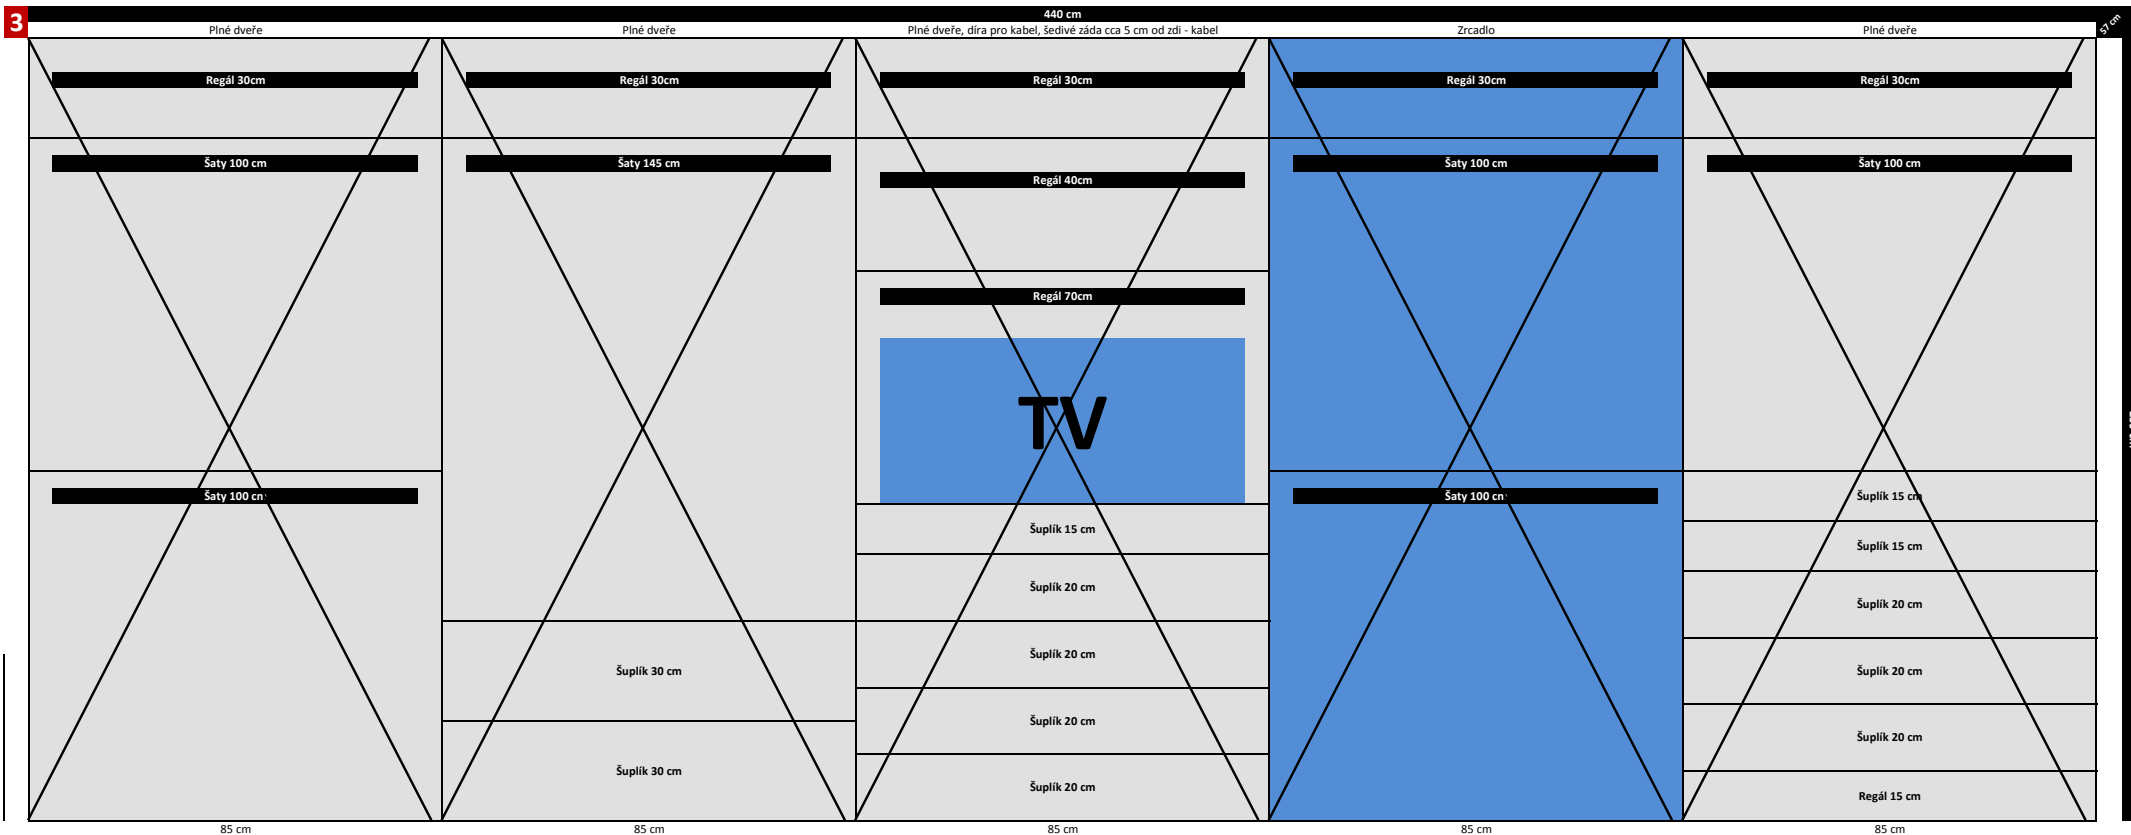 3
440 cm
57 cm
Plné dveře
Plné dveře
Plné dveře, díra pro kabel, šedivé záda cca 5 cm od zdi - kabel
Zrcadlo
Plné dveře
Regál 30cm
Regál 30cm
Regál 30cm
Regál 30cm
Regál 30cm
Šaty 100 cm
Šaty 145 cm
Regál 40cm
Šaty 100 cm
Šaty 100 cm
Regál 70cm
TV
Šaty 100 cm
Šaty 100 cm
Šuplík 15 cm
Šuplík 15 cm
Šuplík 15 cm
Šuplík 20 cm
Šuplík 20 cm
Šuplík 20 cm
Šuplík 30 cm
Šuplík 20 cm
Šuplík 20 cm
Šuplík 20 cm
Šuplík 30 cm
Šuplík 20 cm
Regál 15 cm
85 cm
85 cm
85 cm
85 cm
85 cm